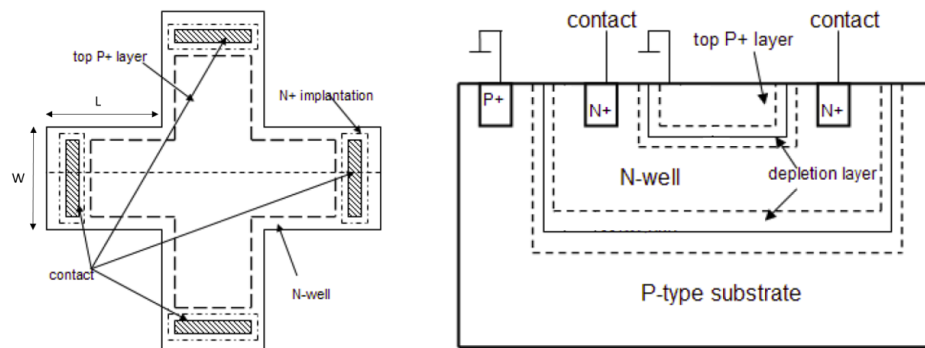 top P+ layer
L
N+ implantation
W
contact
N-well
contact
contact
top P+ layer
P+
N+
N+
N-well
depletion layer
P-type substrate